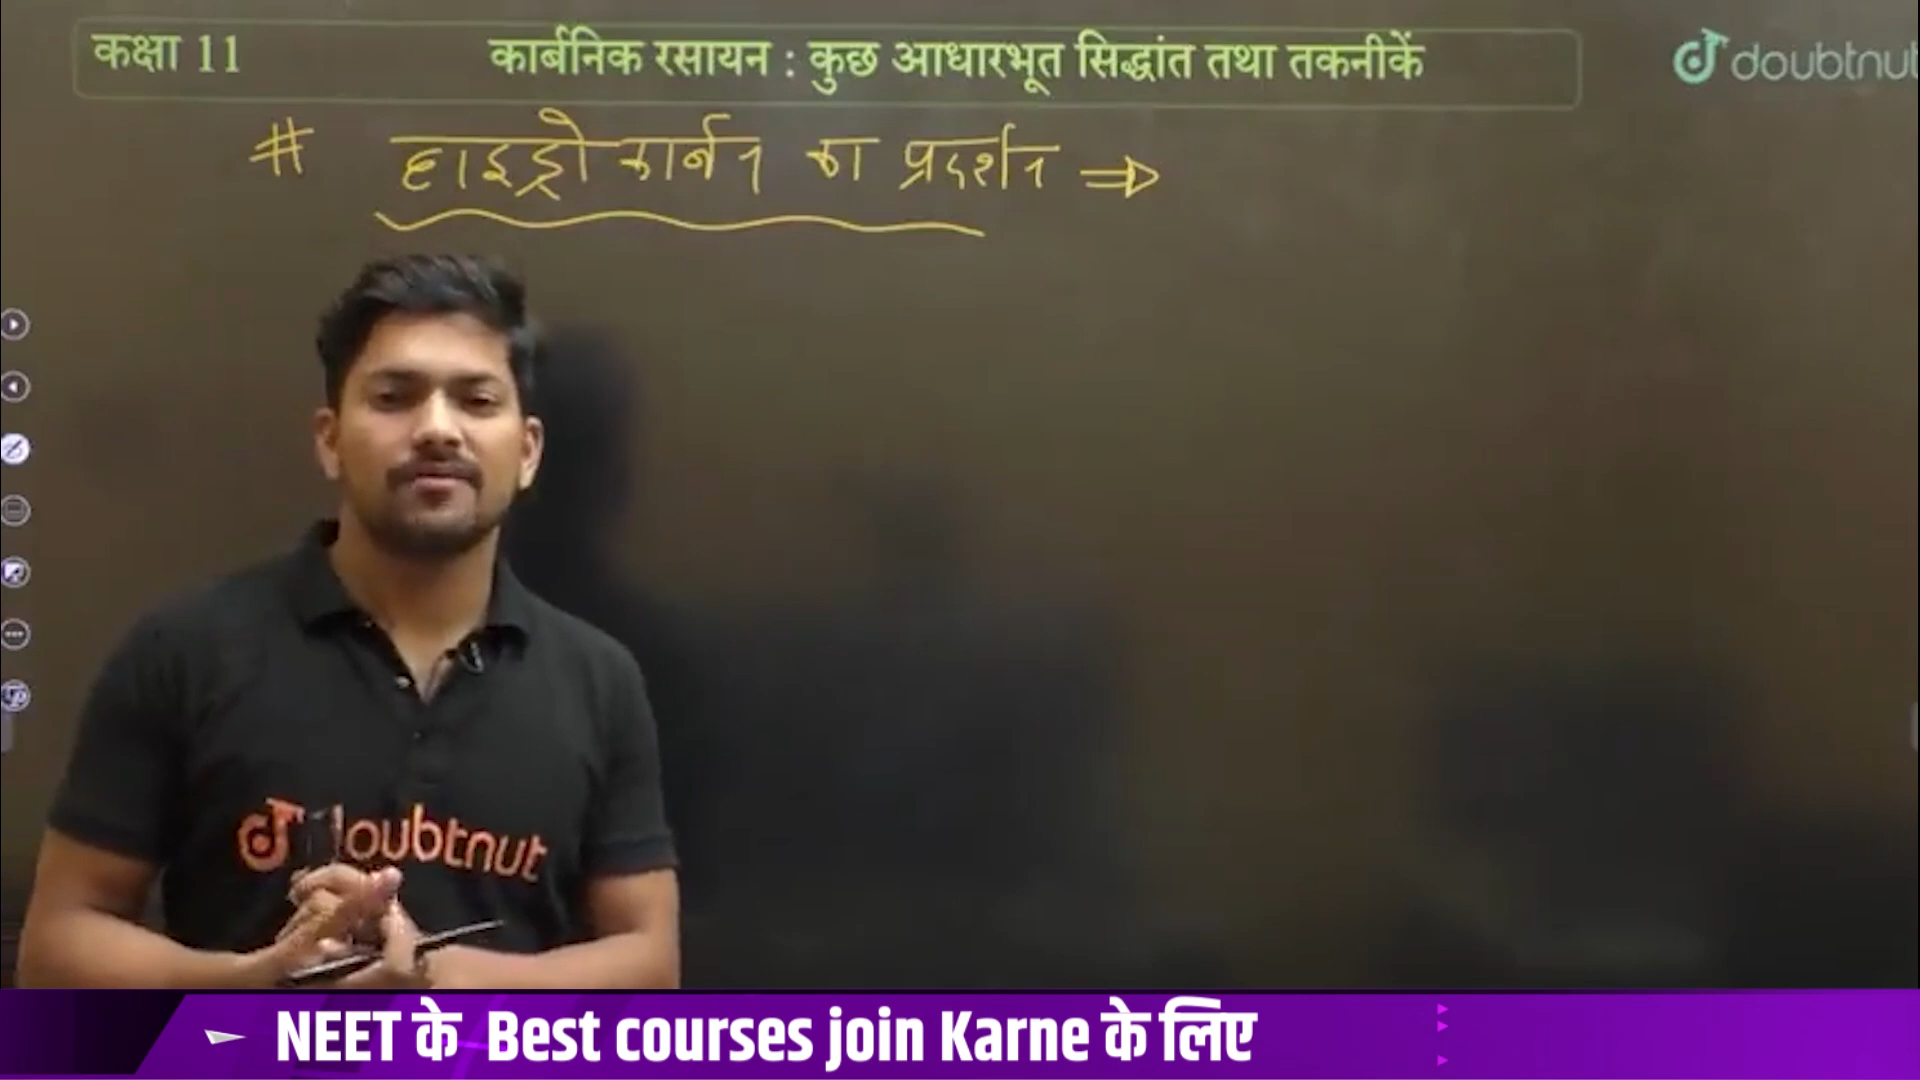 कक्षा 11 कार्बनिक रसायन : कुछ आधारभूत सिद्धांत तथा तकनीकें doubtnut
# हाइड्रोकार्बन का प्रदर्शन ⇒
doubtnut
NEET के Best courses join Karne के लिए